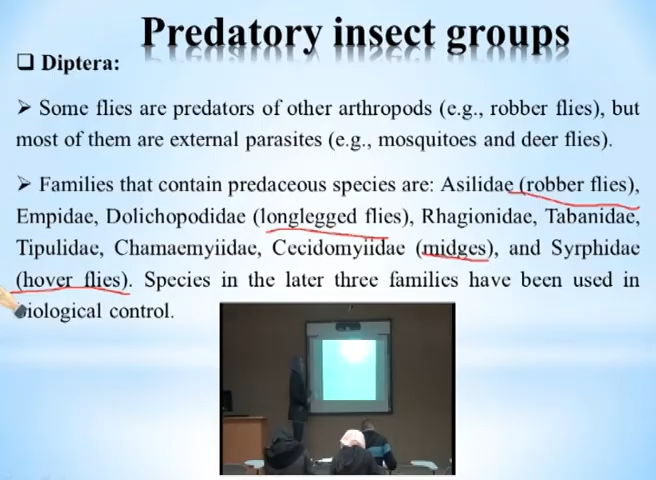 Predatory insect groups
❑ Diptera:
➢ Some flies are predators of other arthropods (e.g., robber flies), but
most of them are external parasites (e.g., mosquitoes and deer flies).
➢ Families that contain predaceous species are: Asilidae (robber flies),
Empidae, Dolichopodidae (longlegged flies), Rhagionidae, Tabanidae,
Tipulidae, Chamaemyiidae, Cecidomyiidae (midges), and Syrphidae
(hover flies). Species in the later three families have been used in
biological control.